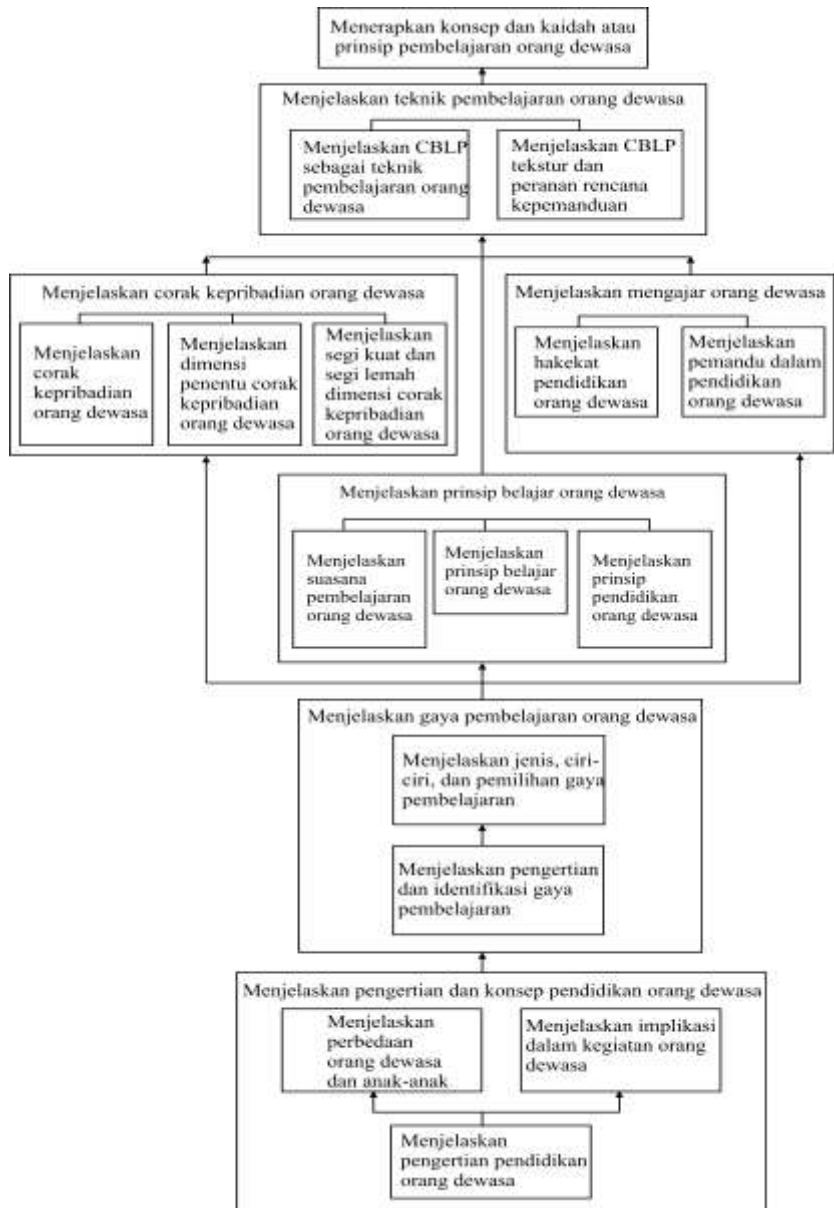 Menerapkan konsep dan kaidah atau
prinsip pembelajaran orang dewasa
Menjelaskan teknik pembelajaran orang dewasa
Menjelaskan CBLP
sebagai teknik
pembelajaran orang
dewasa
Menjelaskan CBLP
tekstur dan
peranan rencana
kepemanduan
Menjelaskan corak kepribadian orang dewasa
Menjelaskan
corak
kepribadian
orang dewasa
Menjelaskan
dimensi
penentu corak
kepribadian
orang dewasa
Menjelaskan
segi kuat dan
segi lemah
dimensi corak
kepribadian
orang dewasa
Menjelaskan mengajar orang dewasa
Menjelaskan
hakekat
pendidikan
orang dewasa
Menjelaskan
pemandu dalam
pendidikan
orang dewasa
Menjelaskan prinsip belajar orang dewasa
Menjelaskan
suasana
pembelajaran
orang dewasa
Menjelaskan
prinsip belajar
orang dewasa
Menjelaskan
prinsip
pendidikan
orang dewasa
Menjelaskan gaya pembelajaran orang dewasa
Menjelaskan jenis, ciri-
ciri, dan pemilihan gaya
pembelajaran
Menjelaskan pengertian
dan identifikasi gaya
pembelajaran
Menjelaskan pengertian dan konsep pendidikan orang dewasa
Menjelaskan
perbedaan
orang dewasa
dan anak-anak
Menjelaskan implikasi
dalam kegiatan orang
dewasa
Menjelaskan
pengertian pendidikan
orang dewasa